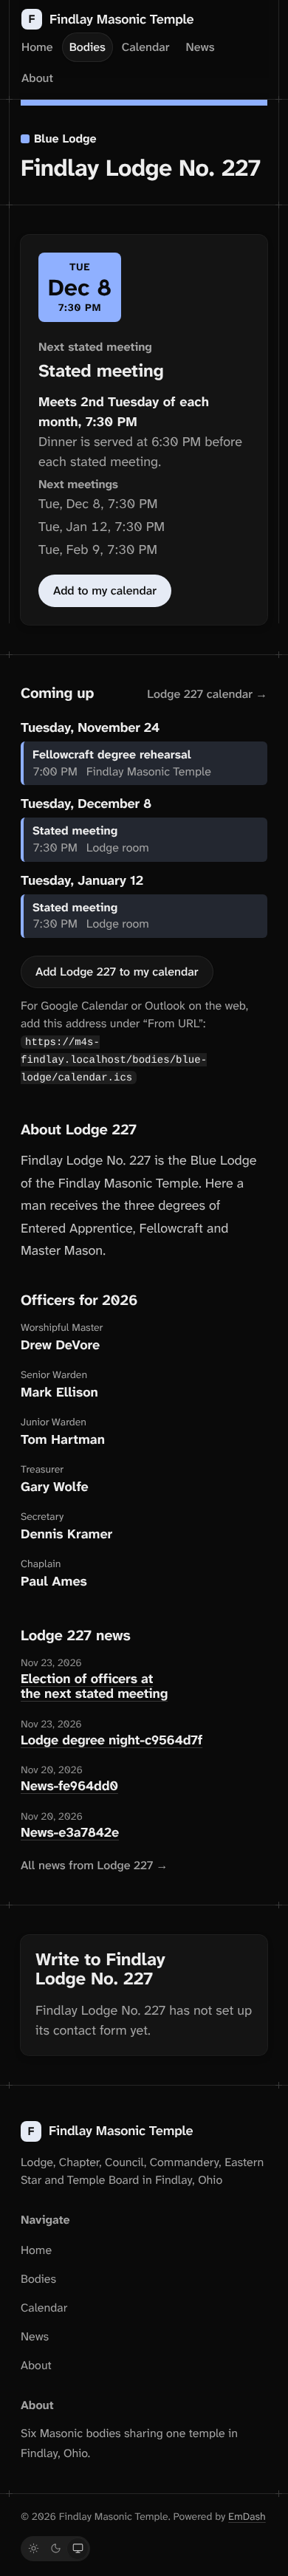 F Findlay Masonic Temple
Home Bodies Calendar News
About
Blue Lodge
Findlay Lodge No. 227
TUE
Dec 8
7:30 PM
Next stated meeting
Stated meeting
Meets 2nd Tuesday of each
month, 7:30 PM
Dinner is served at 6:30 PM before
each stated meeting.
Next meetings
Tue, Dec 8, 7:30 PM
Tue, Jan 12, 7:30 PM
Tue, Feb 9, 7:30 PM
Add to my calendar
Coming up Lodge 227 calendar →
Tuesday, November 24
Fellowcraft degree rehearsal
7:00 PM Findlay Masonic Temple
Tuesday, December 8
Stated meeting
7:30 PM Lodge room
Tuesday, January 12
Stated meeting
7:30 PM Lodge room
Add Lodge 227 to my calendar
For Google Calendar or Outlook on the web,
add this address under “From URL”:
https://m4s-
findlay.localhost/bodies/blue-
lodge/calendar.ics
About Lodge 227
Findlay Lodge No. 227 is the Blue Lodge
of the Findlay Masonic Temple. Here a
man receives the three degrees of
Entered Apprentice, Fellowcraft and
Master Mason.
Officers for 2026
Worshipful Master
Drew DeVore
Senior Warden
Mark Ellison
Junior Warden
Tom Hartman
Treasurer
Gary Wolfe
Secretary
Dennis Kramer
Chaplain
Paul Ames
Lodge 227 news
Nov 23, 2026
Election of officers at
the next stated meeting
Nov 23, 2026
Lodge degree night-c9564d7f
Nov 20, 2026
News-fe964dd0
Nov 20, 2026
News-e3a7842e
All news from Lodge 227 →
Write to Findlay
Lodge No. 227
Findlay Lodge No. 227 has not set up
its contact form yet.
F Findlay Masonic Temple
Lodge, Chapter, Council, Commandery, Eastern
Star and Temple Board in Findlay, Ohio
Navigate
Home
Bodies
Calendar
News
About
About
Six Masonic bodies sharing one temple in
Findlay, Ohio.
© 2026 Findlay Masonic Temple. Powered by EmDash